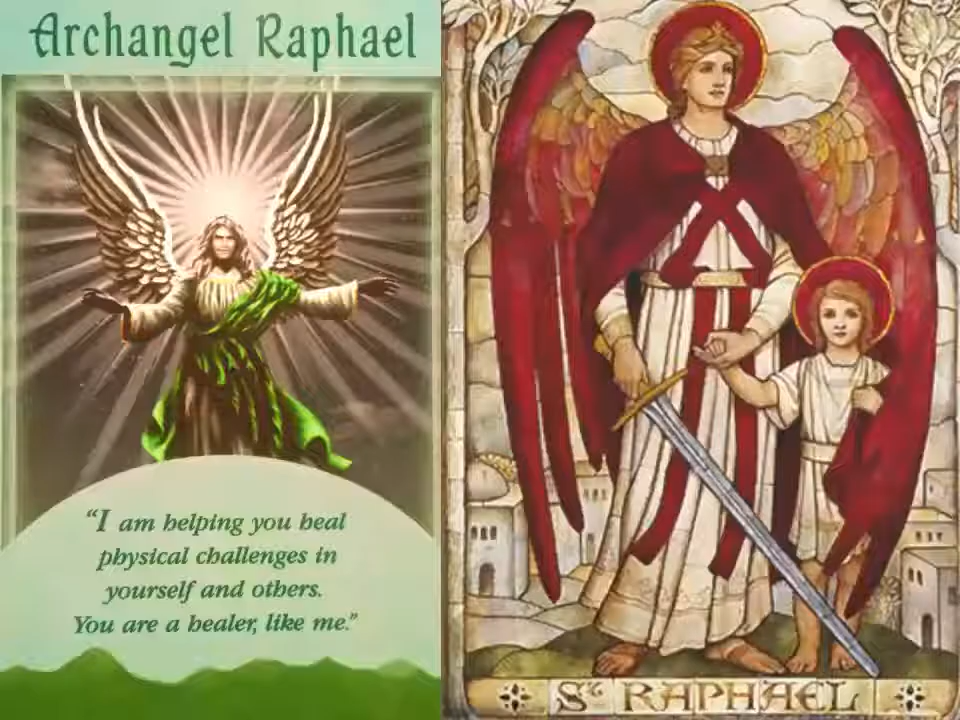 Archangel Raphael
“I am helping you heal
physical challenges in
yourself and others.
You are a healer, like me.”
St RAPHAEL